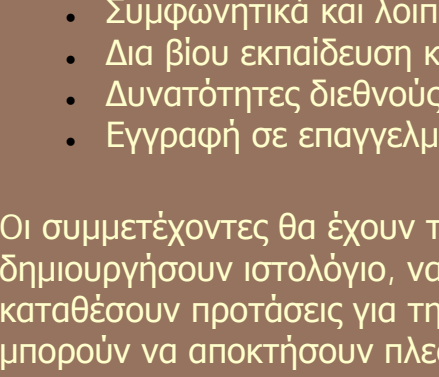 • Συμφωνητικά και λοιπ
• Δια βίου εκπαίδευση κ
• Δυνατότητες διεθνούς
• Εγγραφή σε επαγγελμ
Οι συμμετέχοντες θα έχουν τ
δημιουργήσουν ιστολόγιο, να
καταθέσουν προτάσεις για τη
μπορούν να αποκτήσουν πλε